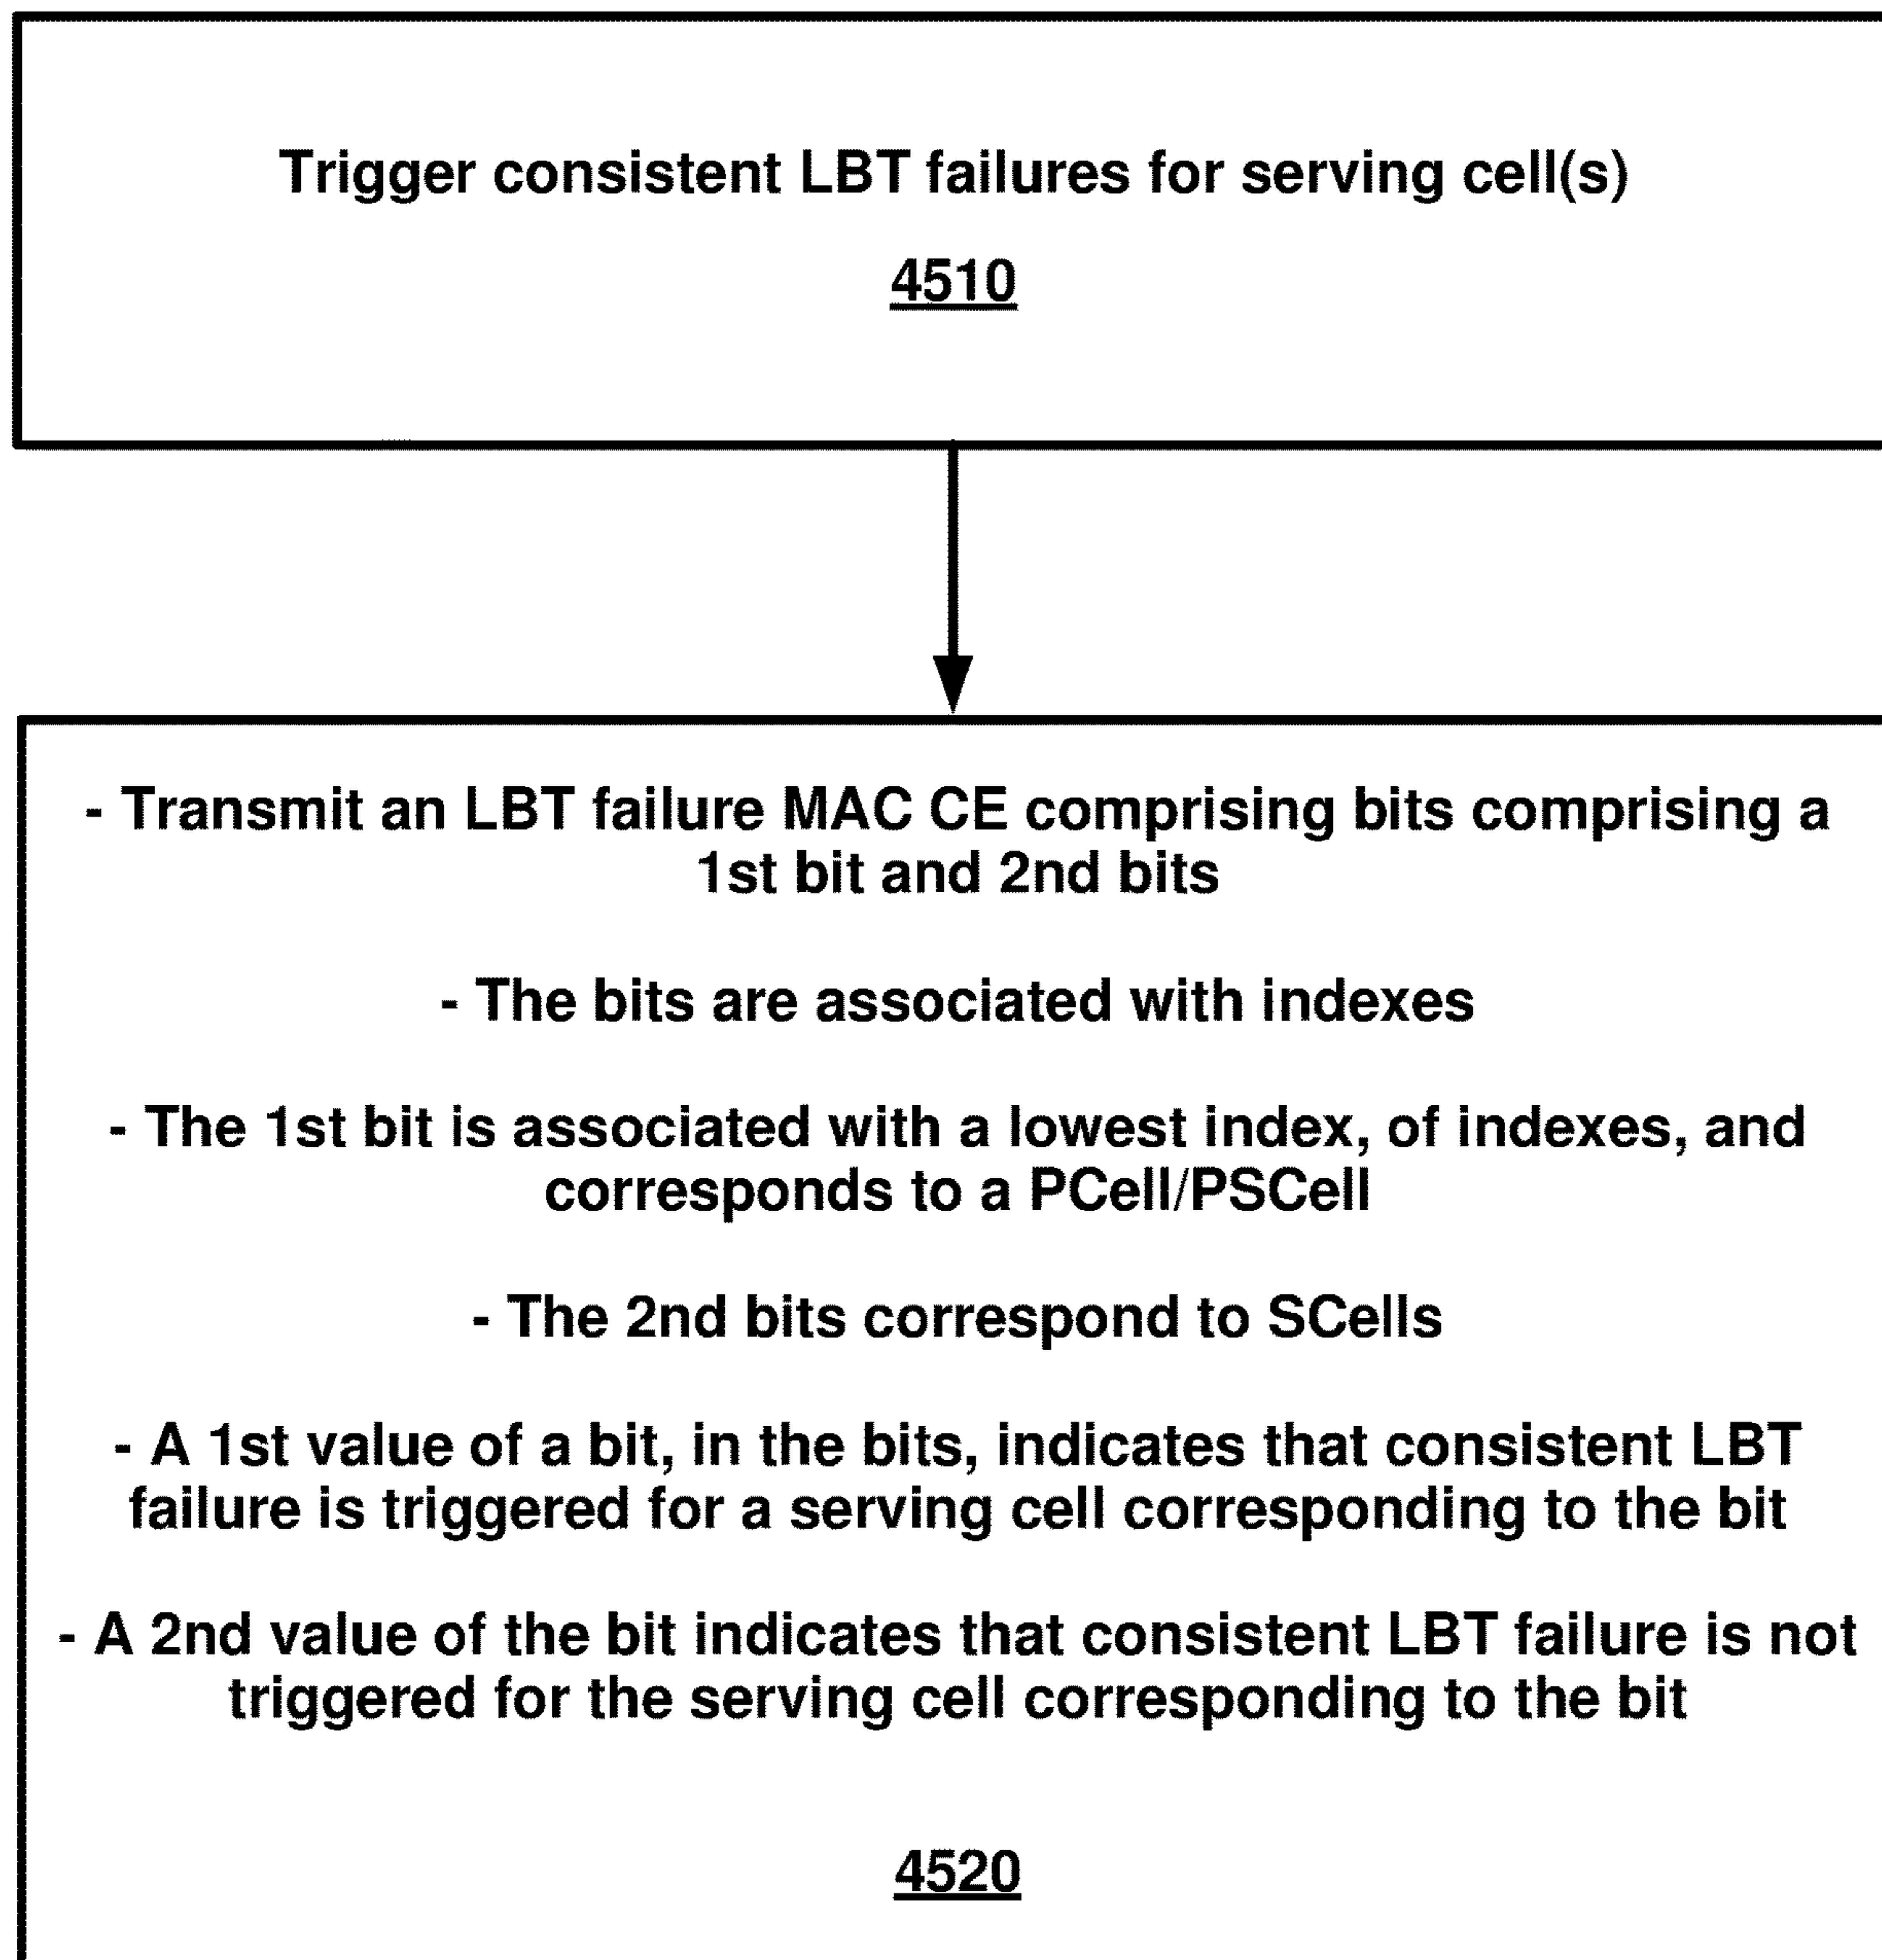 Trigger consistent LBT failures for serving cell(s)
4510
- Transmit an LBT failure MAC CE comprising bits comprising a
1st bit and 2nd bits
- The bits are associated with indexes
- The 1st bit is associated with a lowest index, of indexes, and
corresponds to a PCell/PSCell
- The 2nd bits correspond to SCells
- A 1st value of a bit, in the bits, indicates that consistent LBT
failure is triggered for a serving cell corresponding to the bit
- A 2nd value of the bit indicates that consistent LBT failure is not
triggered for the serving cell corresponding to the bit
4520